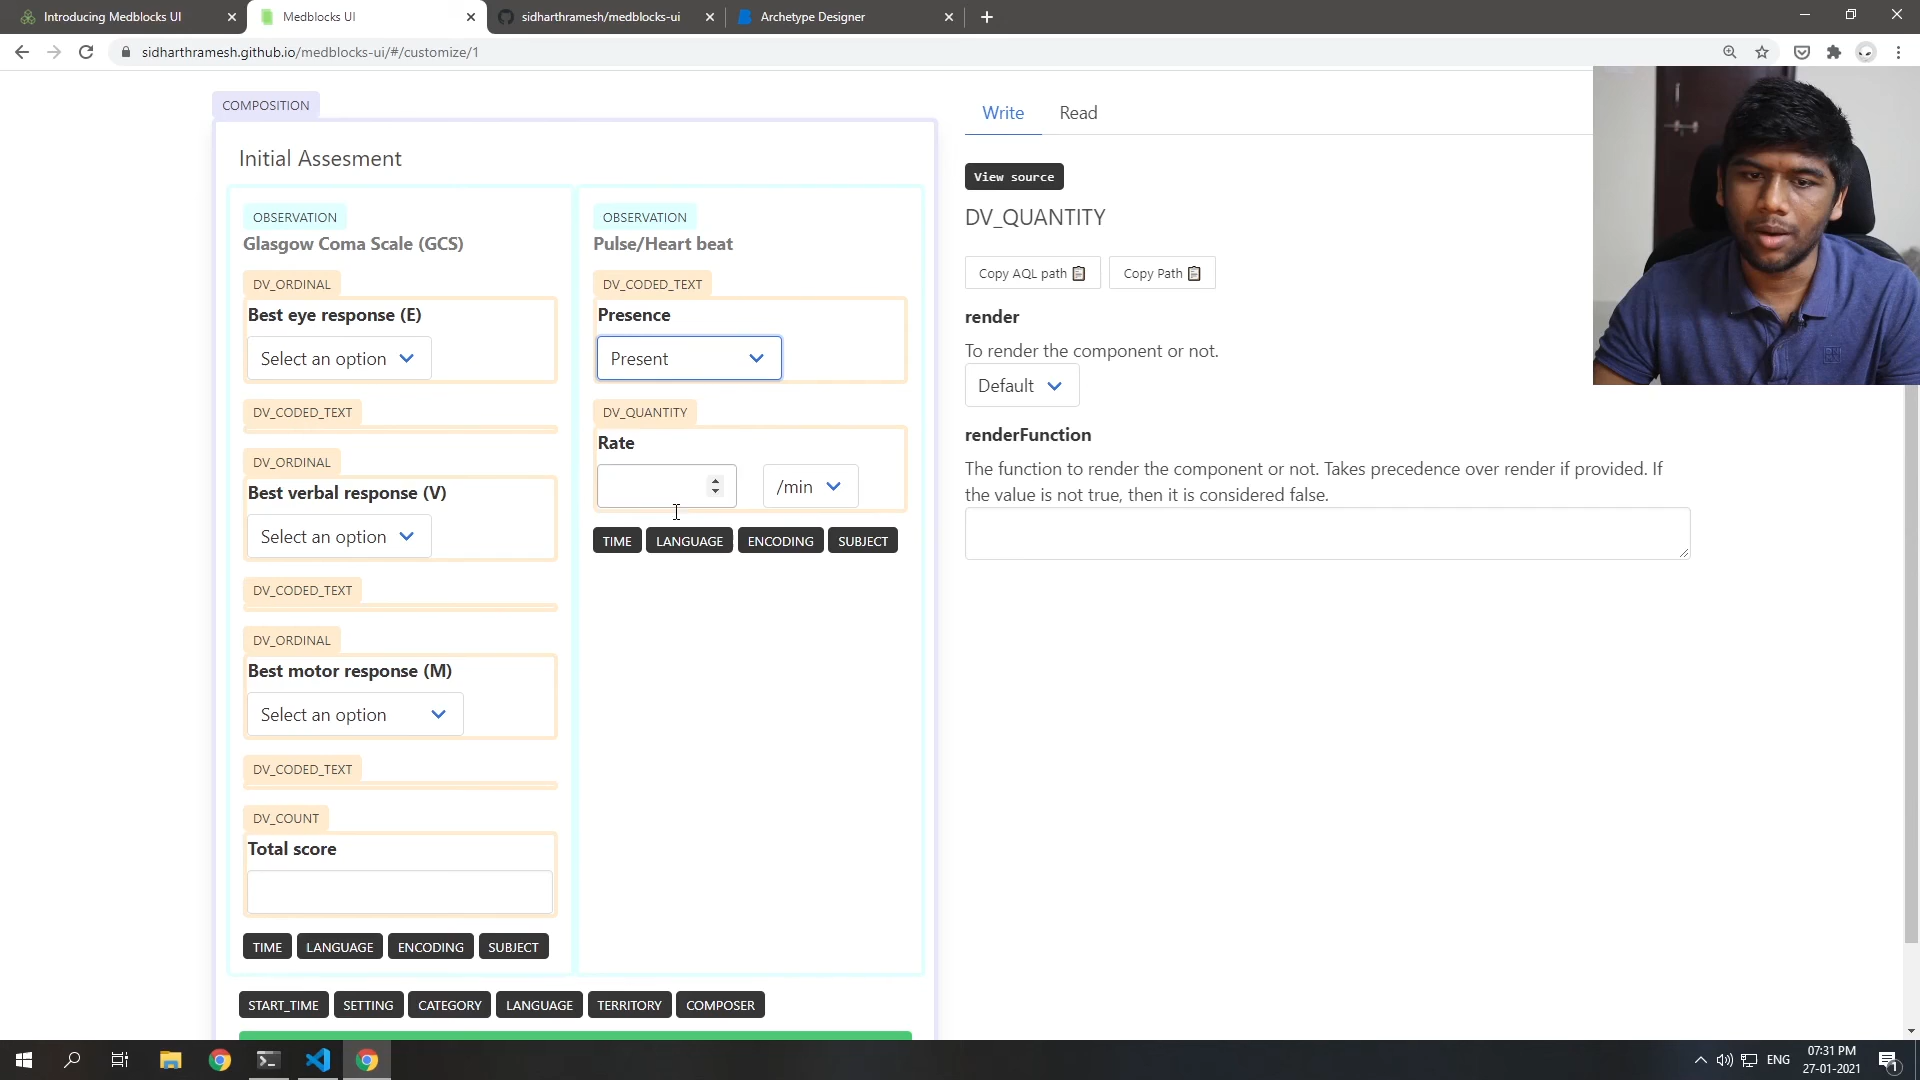 Introducing Medblocks UI
Medblocks UI
sidharthramesh/medblocks-ui
Archetype Designer
sidharthramesh.github.io/medblocks-ui/#/customize/1
COMPOSITION
Initial Assesment
OBSERVATION
Glasgow Coma Scale (GCS)
DV_ORDINAL
Best eye response (E)
Select an option
DV_CODED_TEXT
DV_ORDINAL
Best verbal response (V)
Select an option
DV_CODED_TEXT
DV_ORDINAL
Best motor response (M)
Select an option
DV_CODED_TEXT
DV_COUNT
Total score
TIME LANGUAGE ENCODING SUBJECT
OBSERVATION
Pulse/Heart beat
DV_CODED_TEXT
Presence
Present
DV_QUANTITY
Rate
/min
TIME LANGUAGE ENCODING SUBJECT
START_TIME SETTING CATEGORY LANGUAGE TERRITORY COMPOSER
Write Read
View source
DV_QUANTITY
Copy AQL path Copy Path
render
To render the component or not.
Default
renderFunction
The function to render the component or not. Takes precedence over render if provided. If
the value is not true, then it is considered false.
ENG
07:31 PM
27-01-2021
1